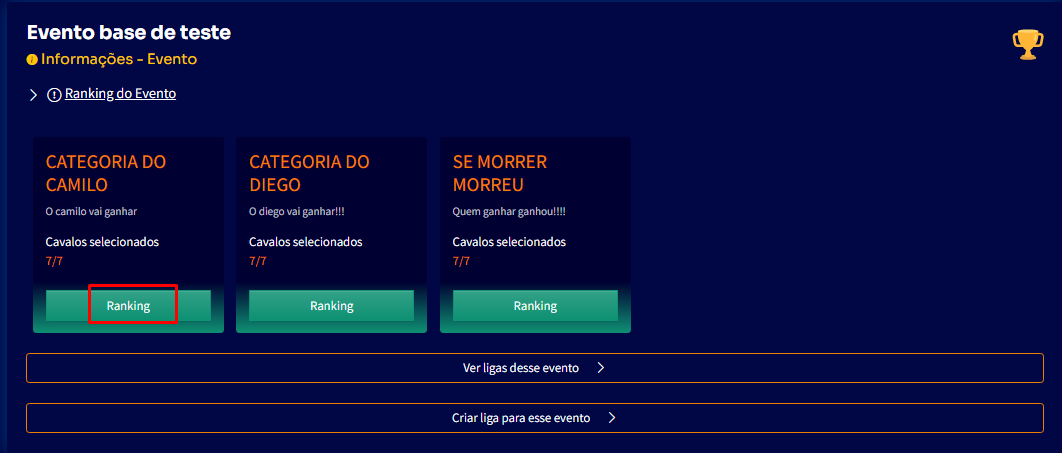 Evento base de teste
Informações - Evento
Ranking do Evento
CATEGORIA DO
CAMILO
O camilo vai ganhar
Cavalos selecionados
7/7
Ranking
CATEGORIA DO
DIEGO
O diego vai ganhar!!!
Cavalos selecionados
7/7
Ranking
SE MORRER
MORREU
Quem ganhar ganhou!!!!
Cavalos selecionados
7/7
Ranking
Ver ligas desse evento
Criar liga para esse evento